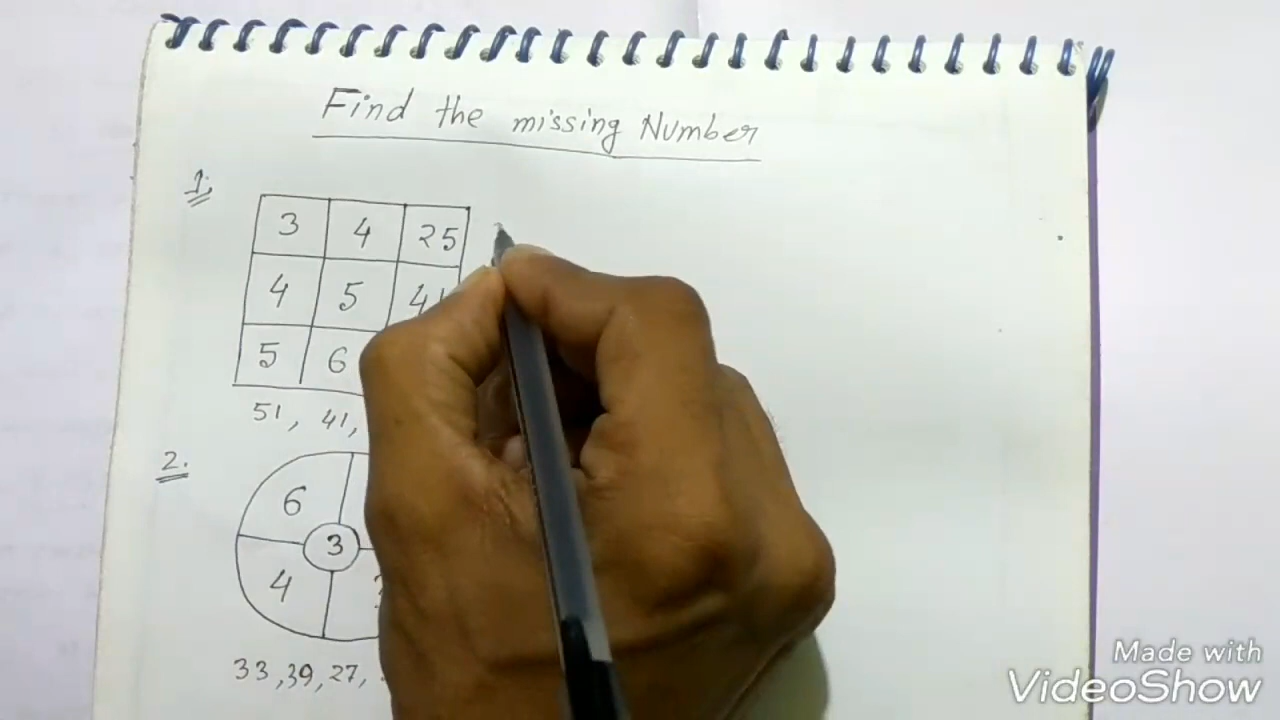 Find the missing Number
1.
3 4 25
4 5 41
5 6
51, 41,
2.
6
3
4 ?
33, 39, 27,
Made with
VideoShow